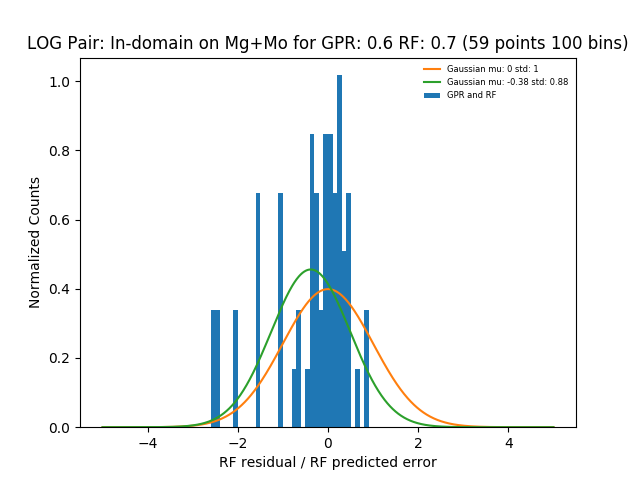 LOG Pair: In-domain on Mg+Mo for GPR: 0.6 RF: 0.7 (59 points 100 bins)
Gaussian mu: 0 std: 1
Gaussian mu: -0.38 std: 0.88
GPR and RF
Normalized Counts
1.0
0.8
0.6
0.4
0.2
0.0
−4 −2 0 2 4
RF residual / RF predicted error